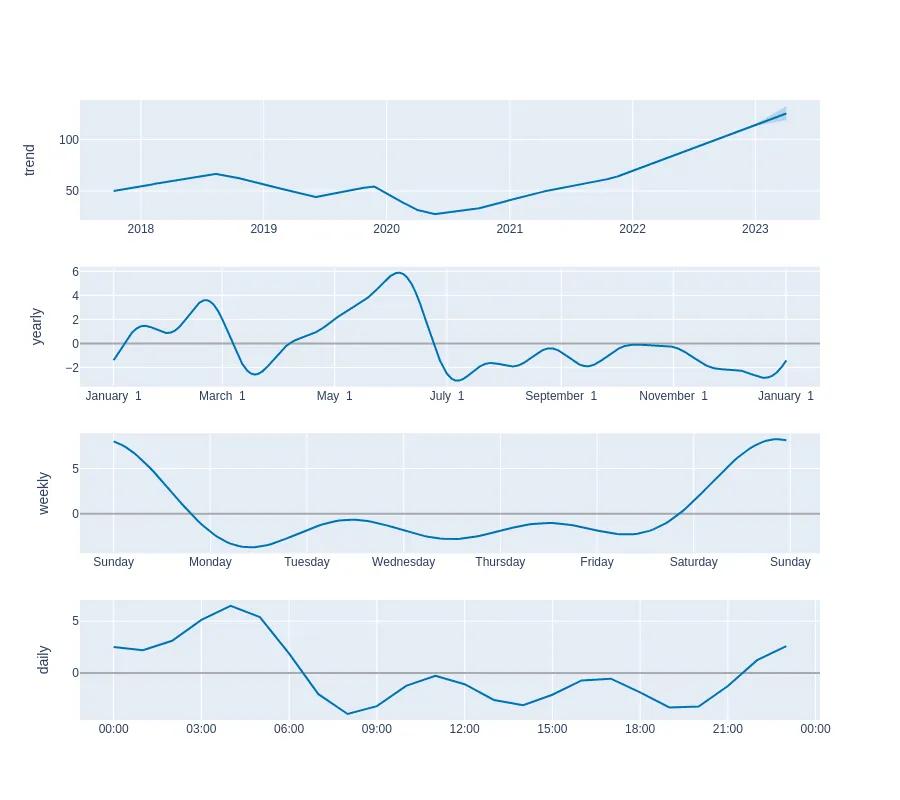 trend
100
50
2018 2019 2020 2021 2022 2023
yearly
6
4
2
0
−2
January 1 March 1 May 1 July 1 September 1 November 1 January 1
weekly
5
0
Sunday Monday Tuesday Wednesday Thursday Friday Saturday Sunday
daily
5
0
00:00 03:00 06:00 09:00 12:00 15:00 18:00 21:00 00:00